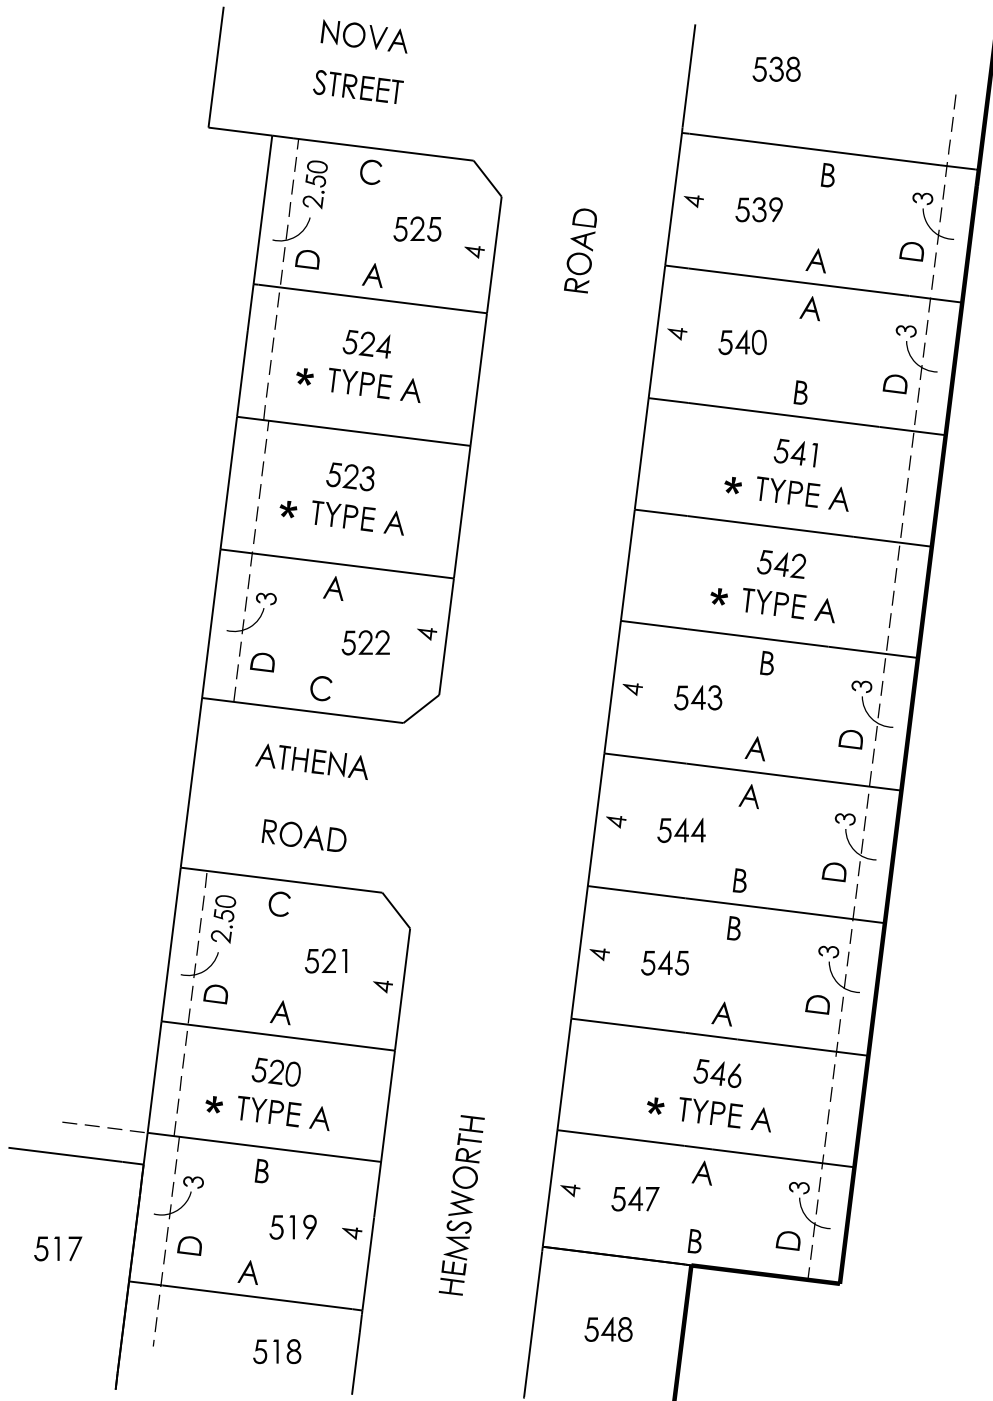 NOVA
STREET
538
C
2.50
525
4
D
A
ROAD
B
4
539
3
D
A
524
* TYPE A
A
4
540
3
D
B
523
* TYPE A
541
* TYPE A
A
3
522
4
D
C
542
* TYPE A
B
4
543
3
D
A
ATHENA
ROAD
A
4
544
3
D
B
C
2.50
521
4
D
A
B
4
545
3
D
A
520
* TYPE A
546
* TYPE A
B
3
519
4
D
A
HEMSWORTH
A
4
547
3
D
B
517
518
548